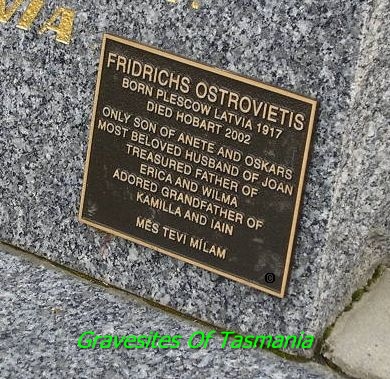 FRIDRICHS OSTROVIETIS
BORN PLESCOW LATVIA 1917
DIED HOBART 2002
ONLY SON OF ANETE AND OSKARS
MOST BELOVED HUSBAND OF JOAN
TREASURED FATHER OF
ERICA AND WILMA
ADORED GRANDFATHER OF
KAMILLA AND IAIN
MĒS TEVI MĪLAM
Gravesites Of Tasmania